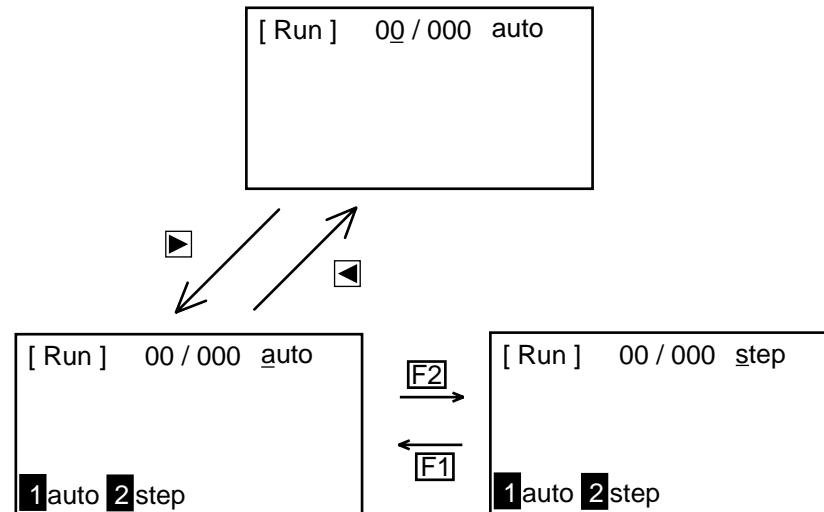 [ Run ] 00 / 000 auto
▶
◀
[ Run ] 00 / 000 auto
1 auto 2 step
F2
F1
[ Run ] 00 / 000 step
1 auto 2 step